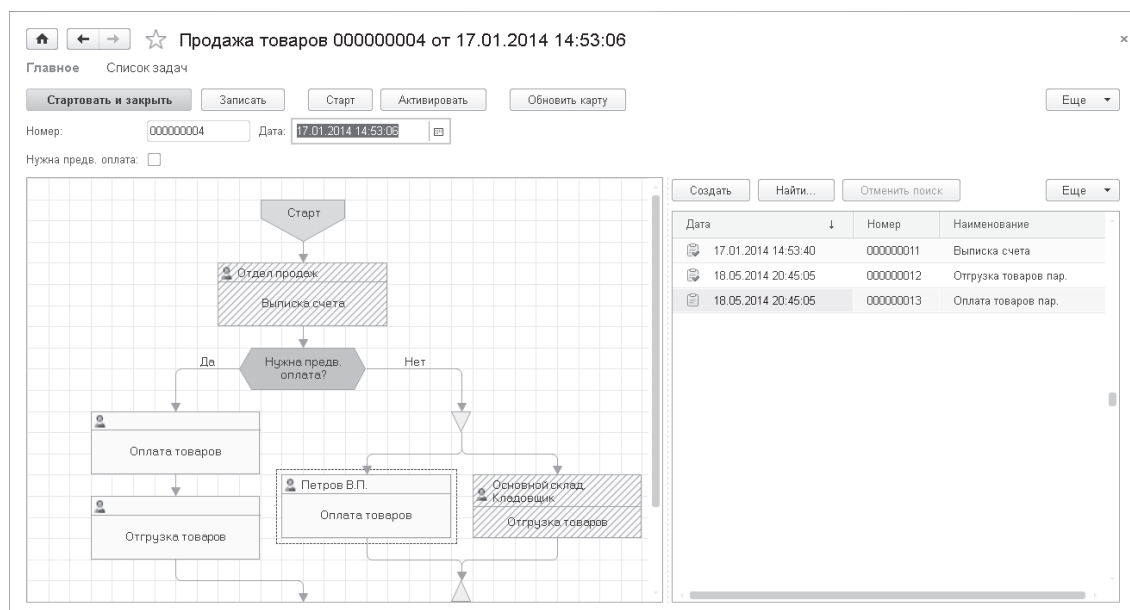 Продажа товаров 000000004 от 17.01.2014 14:53:06
Главное Список задач
Стартовать и закрыть Записать Старт Активировать Обновить карту Еще
Номер: 000000004 Дата: 17.01.2014 14:53:06
Нужна предв. оплата:
Старт
Отдел продаж
Выписка счета
Да
Нужна предв.
оплата?
Нет
Оплата товаров
Отгрузка товаров
Петров В.П.
Оплата товаров
Основной склад,
Кладовщик
Отгрузка товаров
Создать Найти... Отменить поиск Еще
Дата Номер Наименование
17.01.2014 14:53:40 000000011 Выписка счета
18.05.2014 20:45:05 000000012 Отгрузка товаров пар.
18.05.2014 20:45:05 000000013 Оплата товаров пар.